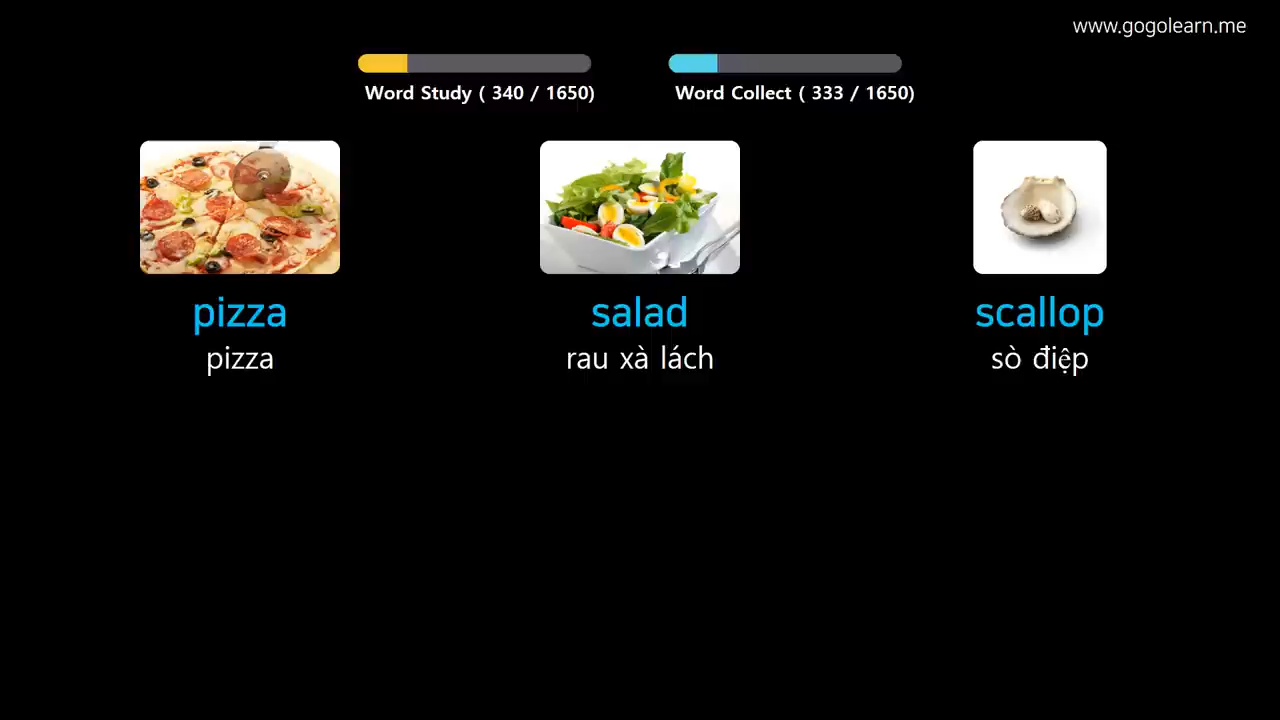 www.gogolearn.me
Word Study ( 340 / 1650)
Word Collect ( 333 / 1650)
pizza
pizza
salad
rau xà lách
scallop
sò điệp